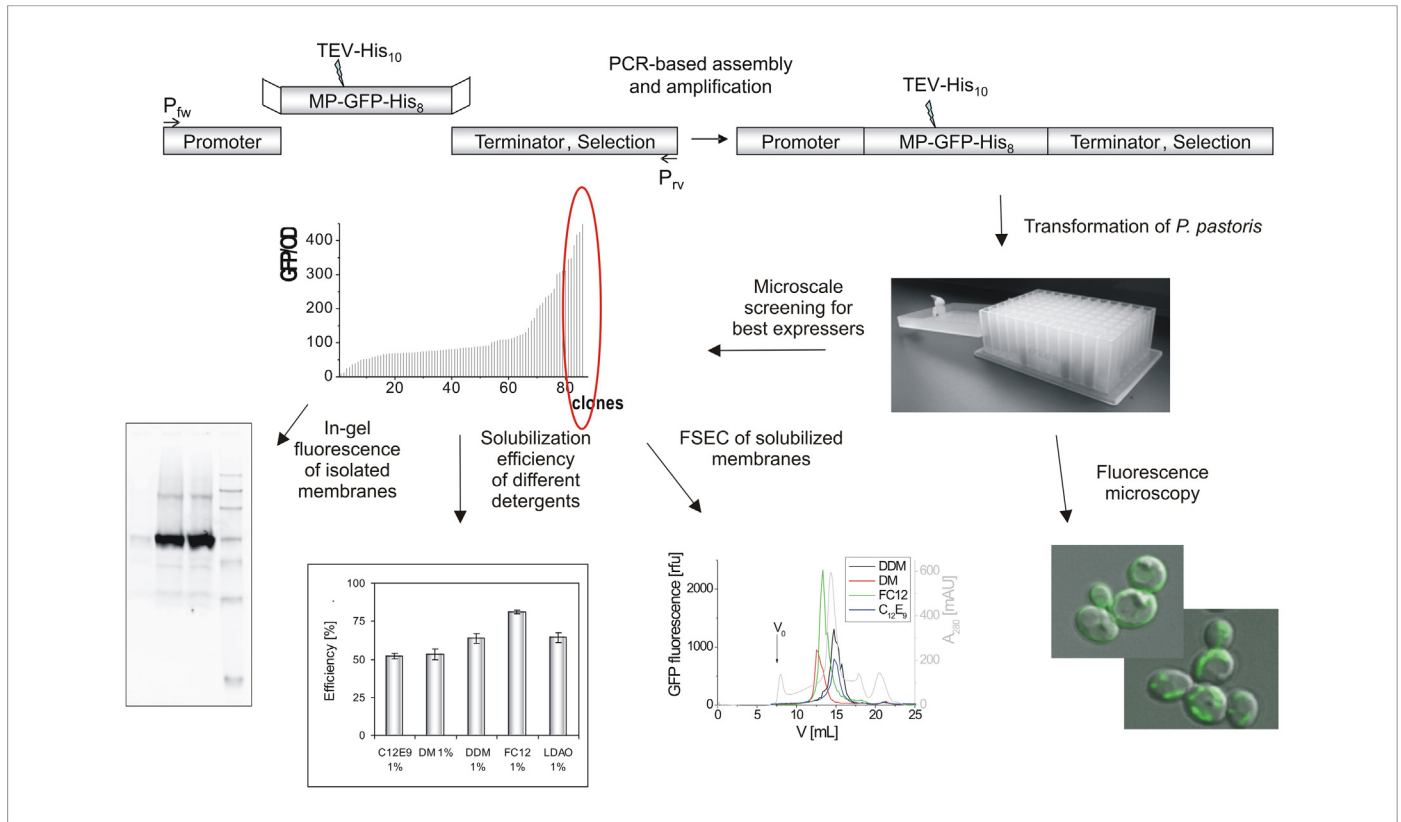 TEV-His10
MP-GFP-His8
Pfw
Promoter
Terminator, Selection
Prv
PCR-based assembly
and amplification
TEV-His10
Promoter
MP-GFP-His8
Terminator, Selection
Transformation of P. pastoris
Microscale
screening for
best expressers
GFP/OD
400
300
200
100
0
20
40
60
80
clones
In-gel
fluorescence
of isolated
membranes
Solubilization
efficiency
of different
detergents
FSEC of solubilized
membranes
Fluorescence
microscopy
Efficiency [%]
100
75
50
25
0
C12E9
1%
DM 1%
DDM
1%
FC12
1%
LDAO
1%
GFP fluorescence [rfu]
2000
1000
0
V0
DDM
DM
FC12
C12E9
600
400
200
0
A280 [mAU]
0
5
10
15
20
25
V [mL]